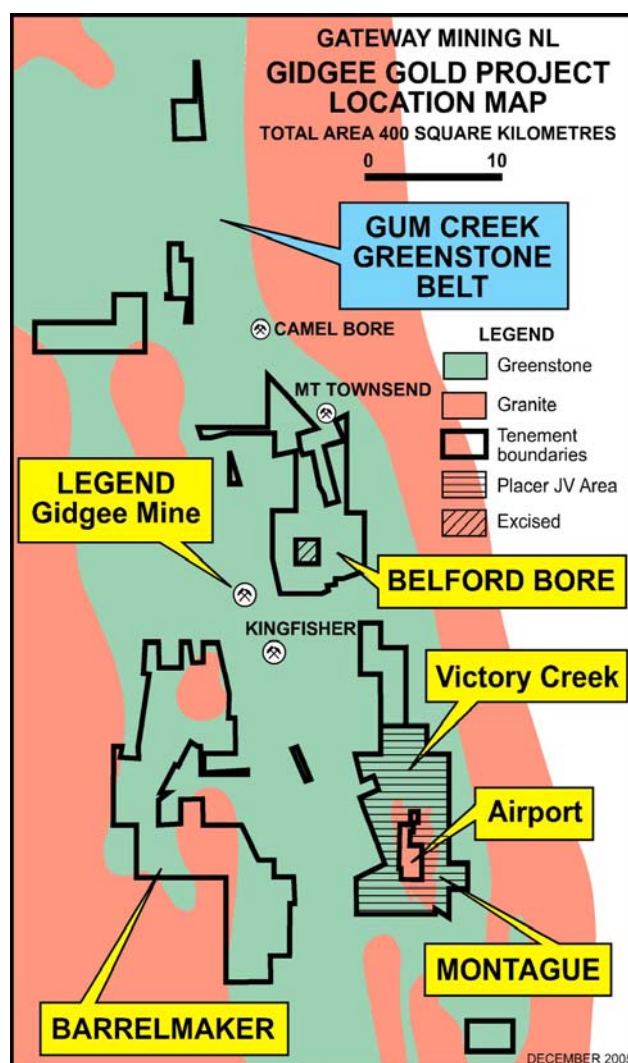 GATEWAY MINING NL
GIDGEE GOLD PROJECT
LOCATION MAP
TOTAL AREA 400 SQUARE KILOMETRES
0 10
GUM CREEK
GREENSTONE
BELT
CAMEL BORE
LEGEND
Greenstone
Granite
Tenement
boundaries
Placer JV Area
Excised
MT TOWNSEND
LEGEND
Gidgee Mine
BELFORD BORE
KINGFISHER
Victory Creek
Airport
MONTAGUE
BARRELMAKER
DECEMBER